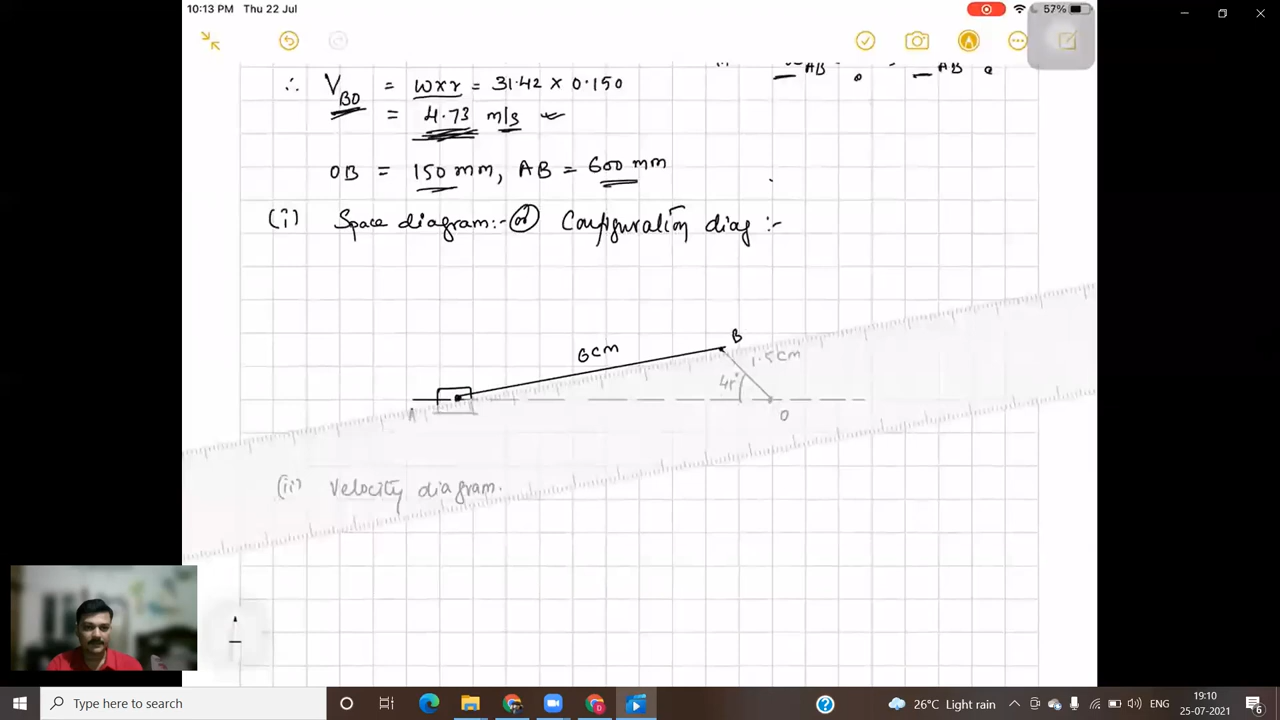 10:13 PM Thu 22 Jul 57%
∴ V_BO = ω×r = 31.42 × 0.150
= 4.73 m/s
OB = 150 mm, AB = 600 mm
(i) Space diagram:- or Configuration diag :-
B
6cm
1.5cm
45°
A
O
(ii) Velocity diagram.
Type here to search
26°C Light rain
ENG
19:10
25-07-2021
6